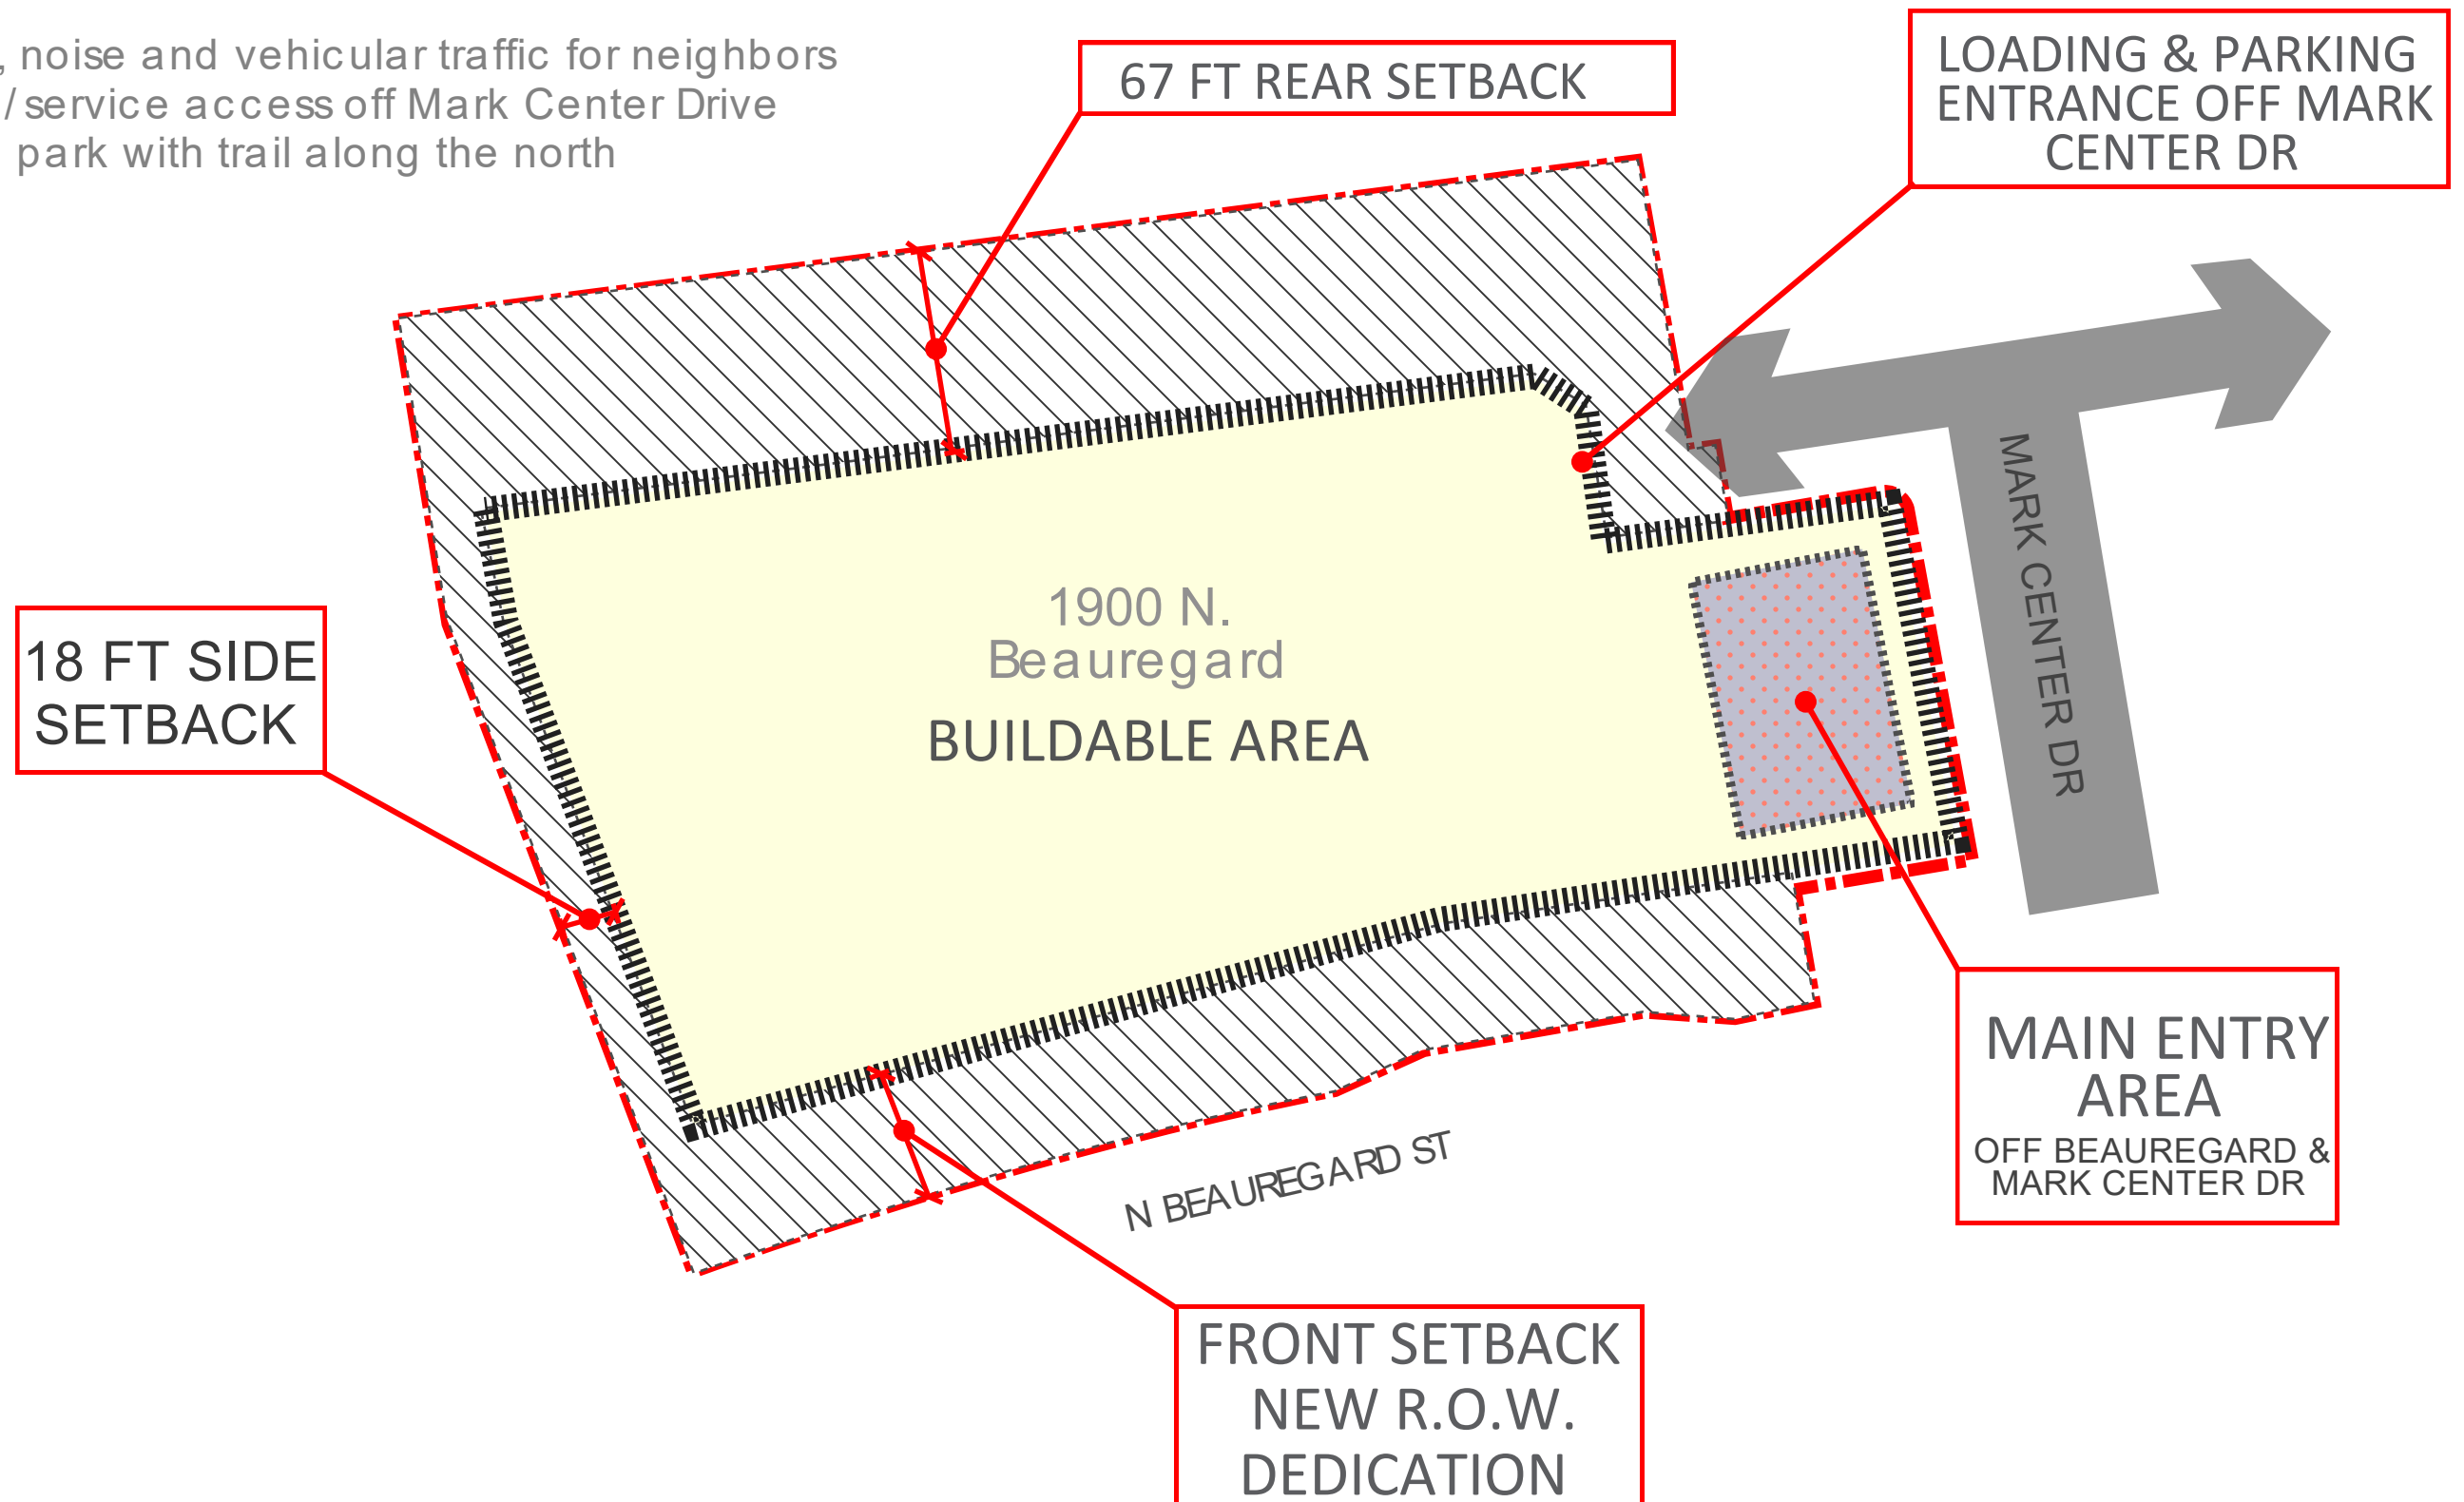 , noise and vehicular traffic for neighbors
/ service access off Mark Center Drive
park with trail along the north
67 FT REAR SETBACK
LOADING & PARKING
ENTRANCE OFF MARK
CENTER DR
MARK CENTER DR
1900 N.
Beauregard
BUILDABLE AREA
18 FT SIDE
SETBACK
MAIN ENTRY
AREA
OFF BEAUREGARD &
MARK CENTER DR
N BEAUREGARD ST
FRONT SETBACK
NEW R.O.W.
DEDICATION